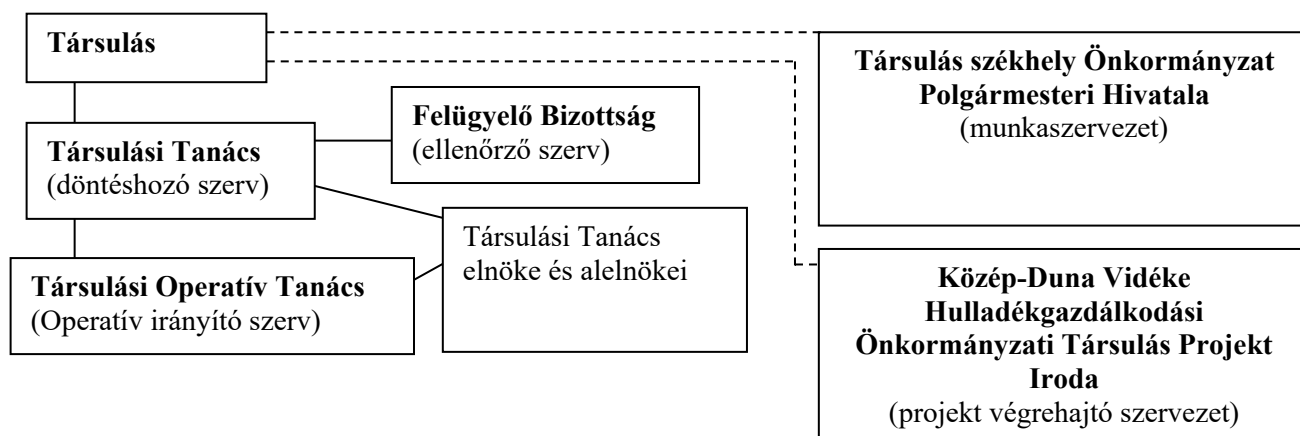 Társulás
Társulás székhely Önkormányzat
Polgármesteri Hivatala
(munkaszervezet)
Felügyelő Bizottság
(ellenőrző szerv)
Társulási Tanács
(döntéshozó szerv)
Társulási Tanács
elnöke és alelnökei
Társulási Operatív Tanács
(Operatív irányító szerv)
Közép-Duna Vidéke
Hulladékgazdálkodási
Önkormányzati Társulás Projekt
Iroda
(projekt végrehajtó szervezet)